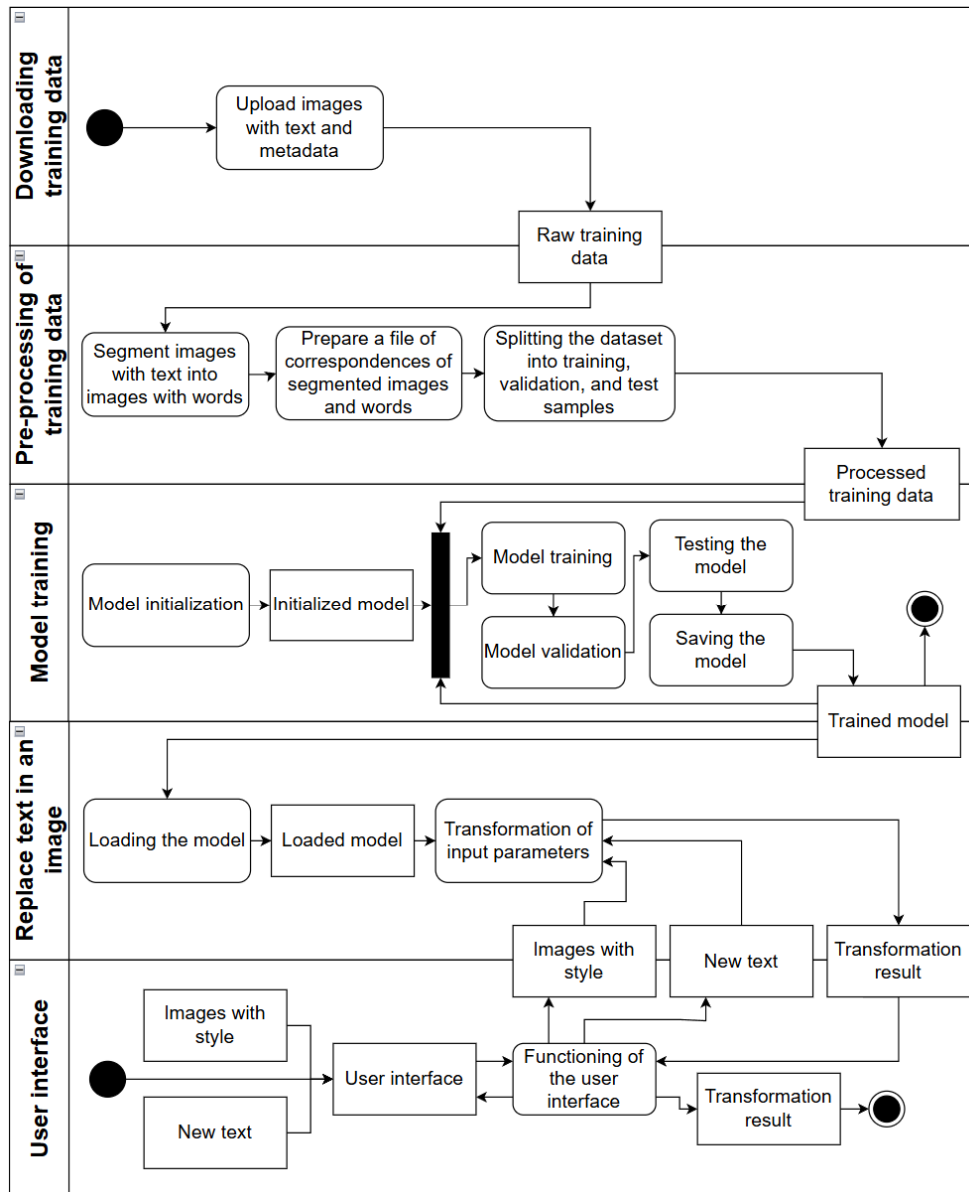 Downloading
training data
Upload images
with text and
metadata
Raw training
data
Pre-processing of
training data
Segment images
with text into
images with words
Prepare a file of
correspondences of
segmented images
and words
Splitting the dataset
into training,
validation, and test
samples
Processed
training data
Model training
Model initialization
Initialized model
Model training
Model validation
Testing the
model
Saving the
model
Trained model
Replace text in an
image
Loading the model
Loaded model
Transformation of
input parameters
Images with
style
New text
Transformation
result
User interface
Images with
style
New text
User interface
Functioning of
the user
interface
Transformation
result